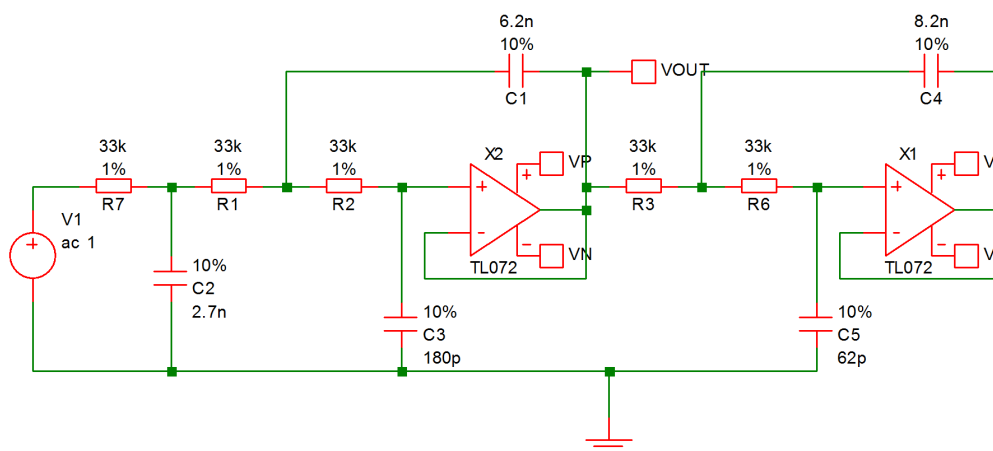 6.2n
10%
C1
8.2n
10%
C4
VOUT
33k
1%
R7
33k
1%
R1
33k
1%
R2
X2
VP
33k
1%
R3
33k
1%
R6
X1
V
V1
ac 1
+
+
-
+
-
VN
TL072
+
-
+
-
V
TL072
10%
C2
2.7n
10%
C3
180p
10%
C5
62p